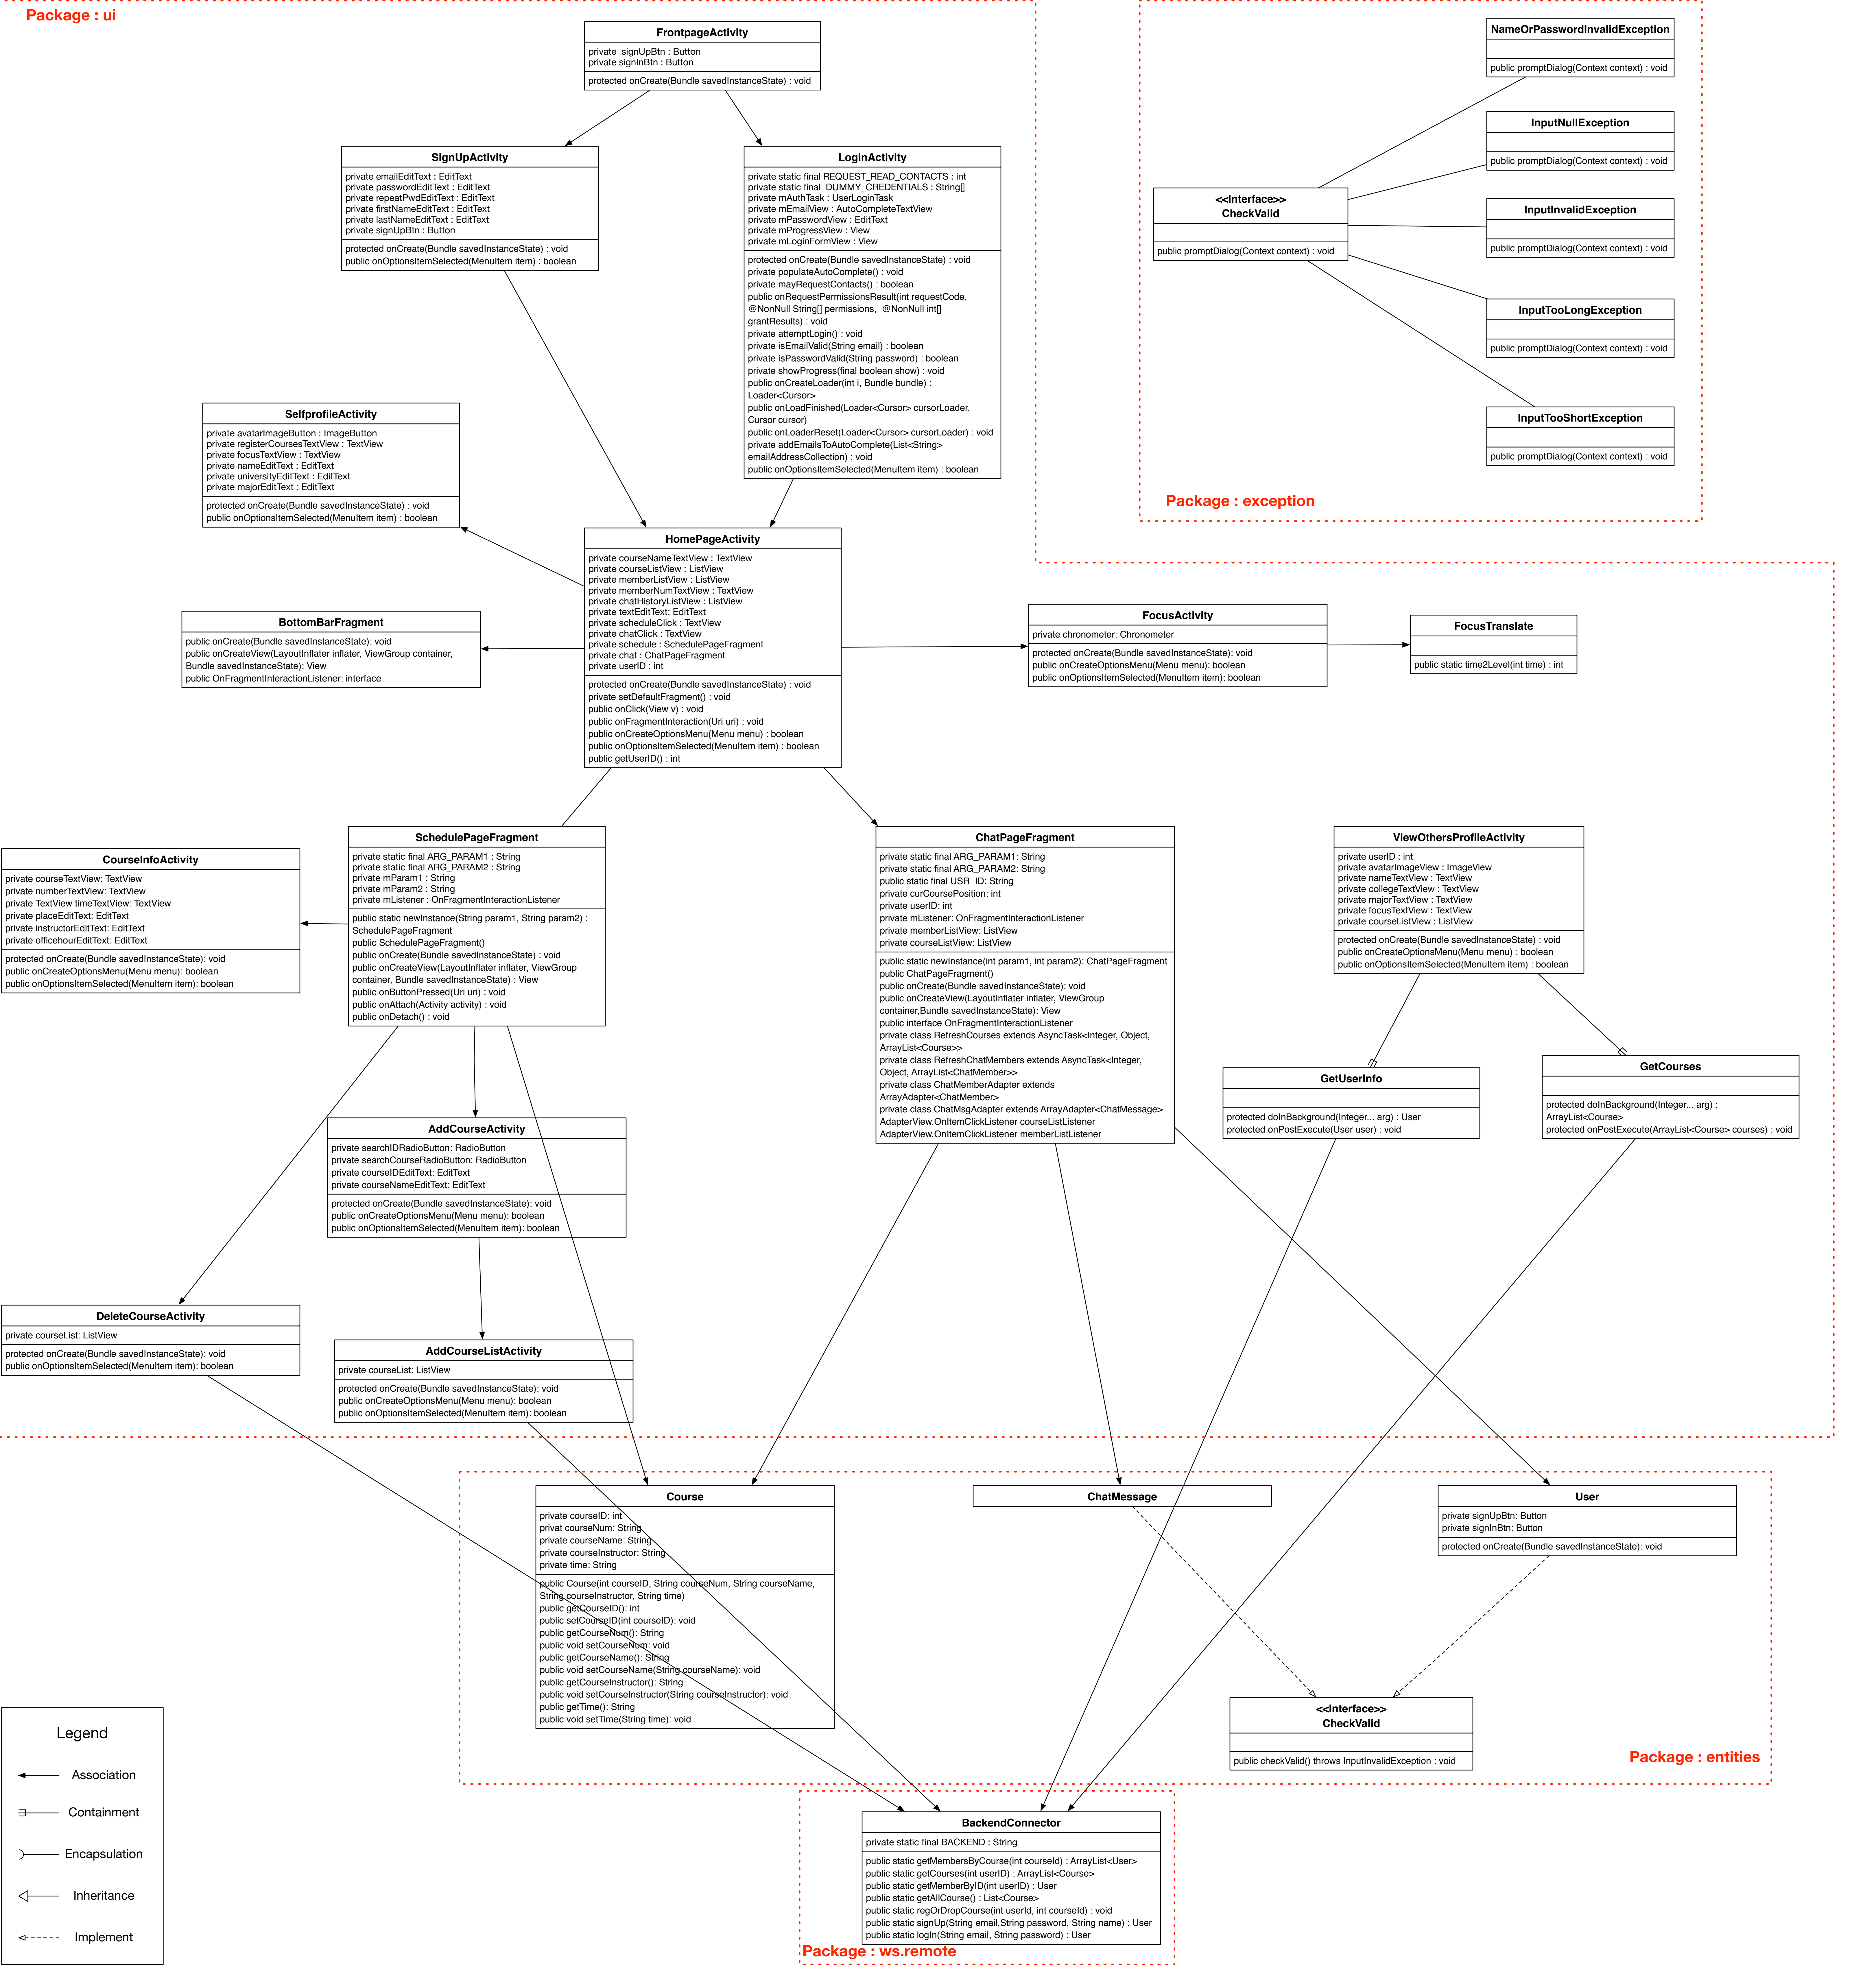 Package : ui
FrontpageActivity
private  signUpBtn : Button
private signInBtn : Button
protected onCreate(Bundle savedInstanceState) : void
SignUpActivity
private emailEditText : EditText
private passwordEditText : EditText
private repeatPwdEditText : EditText
private firstNameEditText : EditText
private lastNameEditText : EditText
private signUpBtn : Button
protected onCreate(Bundle savedInstanceState) : void
public onOptionsItemSelected(MenuItem item) : boolean
LoginActivity
private static final REQUEST_READ_CONTACTS : int
private static final  DUMMY_CREDENTIALS : String[]
private mAuthTask : UserLoginTask
private mEmailView : AutoCompleteTextView
private mPasswordView : EditText
private mProgressView : View
private mLoginFormView : View
protected onCreate(Bundle savedInstanceState) : void
private populateAutoComplete() : void
private mayRequestContacts() : boolean
public onRequestPermissionsResult(int requestCode,
@NonNull String[] permissions,  @NonNull int[]
grantResults) : void
private attemptLogin() : void
private isEmailValid(String email) : boolean
private isPasswordValid(String password) : boolean
private showProgress(final boolean show) : void
public onCreateLoader(int i, Bundle bundle) :
Loader<Cursor>
public onLoadFinished(Loader<Cursor> cursorLoader,
Cursor cursor)
public onLoaderReset(Loader<Cursor> cursorLoader) : void
private addEmailsToAutoComplete(List<String>
emailAddressCollection) : void
public onOptionsItemSelected(MenuItem item) : boolean
NameOrPasswordInvalidException
public promptDialog(Context context) : void
InputNullException
public promptDialog(Context context) : void
<<Interface>>
CheckValid
public promptDialog(Context context) : void
InputInvalidException
public promptDialog(Context context) : void
InputTooLongException
public promptDialog(Context context) : void
InputTooShortException
public promptDialog(Context context) : void
Package : exception
SelfprofileActivity
private avatarImageButton : ImageButton
private registerCoursesTextView : TextView
private focusTextView : TextView
private nameEditText : EditText
private universityEditText : EditText
private majorEditText : EditText
protected onCreate(Bundle savedInstanceState) : void
public onOptionsItemSelected(MenuItem item) : boolean
HomePageActivity
private courseNameTextView : TextView
private courseListView : ListView
private memberListView : ListView
private memberNumTextView : TextView
private chatHistoryListView : ListView
private textEditText: EditText
private scheduleClick : TextView
private chatClick : TextView
private schedule : SchedulePageFragment
private chat : ChatPageFragment
private userID : int
protected onCreate(Bundle savedInstanceState) : void
private setDefaultFragment() : void
public onClick(View v) : void
public onFragmentInteraction(Uri uri) : void
public onCreateOptionsMenu(Menu menu) : boolean
public onOptionsItemSelected(MenuItem item) : boolean
public getUserID() : int
BottomBarFragment
public onCreate(Bundle savedInstanceState): void
public onCreateView(LayoutInflater inflater, ViewGroup container,
Bundle savedInstanceState): View
public OnFragmentInteractionListener: interface
FocusActivity
private chronometer: Chronometer
protected onCreate(Bundle savedInstanceState): void
public onCreateOptionsMenu(Menu menu): boolean
public onOptionsItemSelected(MenuItem item): boolean
FocusTranslate
public static time2Level(int time) : int
CourseInfoActivity
private courseTextView: TextView
private numberTextView: TextView
private TextView timeTextView: TextView
private placeEditText: EditText
private instructorEditText: EditText
private officehourEditText: EditText
protected onCreate(Bundle savedInstanceState): void
public onCreateOptionsMenu(Menu menu): boolean
public onOptionsItemSelected(MenuItem item): boolean
SchedulePageFragment
private static final ARG_PARAM1 : String
private static final ARG_PARAM2 : String
private mParam1 : String
private mParam2 : String
private mListener : OnFragmentInteractionListener
public static newInstance(String param1, String param2) :
SchedulePageFragment
public SchedulePageFragment()
public onCreate(Bundle savedInstanceState) : void
public onCreateView(LayoutInflater inflater, ViewGroup
container, Bundle savedInstanceState) : View
public onButtonPressed(Uri uri) : void
public onAttach(Activity activity) : void
public onDetach() : void
ChatPageFragment
private static final ARG_PARAM1: String
private static final ARG_PARAM2: String
public static final USR_ID: String
private curCoursePosition: int
private userID: int
private mListener: OnFragmentInteractionListener
private memberListView: ListView
private courseListView: ListView
public static newInstance(int param1, int param2): ChatPageFragment
public ChatPageFragment()
public onCreate(Bundle savedInstanceState): void
public onCreateView(LayoutInflater inflater, ViewGroup
container,Bundle savedInstanceState): View
public interface OnFragmentInteractionListener
private class RefreshCourses extends AsyncTask<Integer, Object,
ArrayList<Course>>
private class RefreshChatMembers extends AsyncTask<Integer,
Object, ArrayList<ChatMember>>
private class ChatMemberAdapter extends
ArrayAdapter<ChatMember>
private class ChatMsgAdapter extends ArrayAdapter<ChatMessage>
AdapterView.OnItemClickListener courseListListener
AdapterView.OnItemClickListener memberListListener
ViewOthersProfileActivity
private userID : int
private avatarImageView : ImageView
private nameTextView : TextView
private collegeTextView : TextView
private majorTextView : TextView
private focusTextView : TextView
private courseListView : ListView
protected onCreate(Bundle savedInstanceState) : void
public onCreateOptionsMenu(Menu menu) : boolean
public onOptionsItemSelected(MenuItem item) : boolean
GetUserInfo
protected doInBackground(Integer... arg) : User
protected onPostExecute(User user) : void
GetCourses
protected doInBackground(Integer... arg) :
ArrayList<Course>
protected onPostExecute(ArrayList<Course> courses) : void
AddCourseActivity
private searchIDRadioButton: RadioButton
private searchCourseRadioButton: RadioButton
private courseIDEditText: EditText
private courseNameEditText: EditText
protected onCreate(Bundle savedInstanceState): void
public onCreateOptionsMenu(Menu menu): boolean
public onOptionsItemSelected(MenuItem item): boolean
DeleteCourseActivity
private courseList: ListView
protected onCreate(Bundle savedInstanceState): void
public onOptionsItemSelected(MenuItem item): boolean
AddCourseListActivity
private courseList: ListView
protected onCreate(Bundle savedInstanceState): void
public onCreateOptionsMenu(Menu menu): boolean
public onOptionsItemSelected(MenuItem item): boolean
Course
private courseID: int
privat courseNum: String
private courseName: String
private courseInstructor: String
private time: String
public Course(int courseID, String courseNum, String courseName,
String courseInstructor, String time)
public getCourseID(): int
public setCourseID(int courseID): void
public getCourseNum(): String
public void setCourseNum: void
public getCourseName(): String
public void setCourseName(String courseName): void
public getCourseInstructor(): String
public void setCourseInstructor(String courseInstructor): void
public getTime(): String
public void setTime(String time): void
ChatMessage
User
private signUpBtn: Button
private signInBtn: Button
protected onCreate(Bundle savedInstanceState): void
<<Interface>>
CheckValid
public checkValid() throws InputInvalidException : void
Package : entities
Legend
Association
Containment
Encapsulation
Inheritance
Implement
BackendConnector
private static final BACKEND : String
public static getMembersByCourse(int courseId) : ArrayList<User>
public static getCourses(int userID) : ArrayList<Course>
public static getMemberByID(int userID) : User
public static getAllCourse() : List<Course>
public static regOrDropCourse(int userId, int courseId) : void
public static signUp(String email,String password, String name) : User
public static logIn(String email, String password) : User
Package : ws.remote